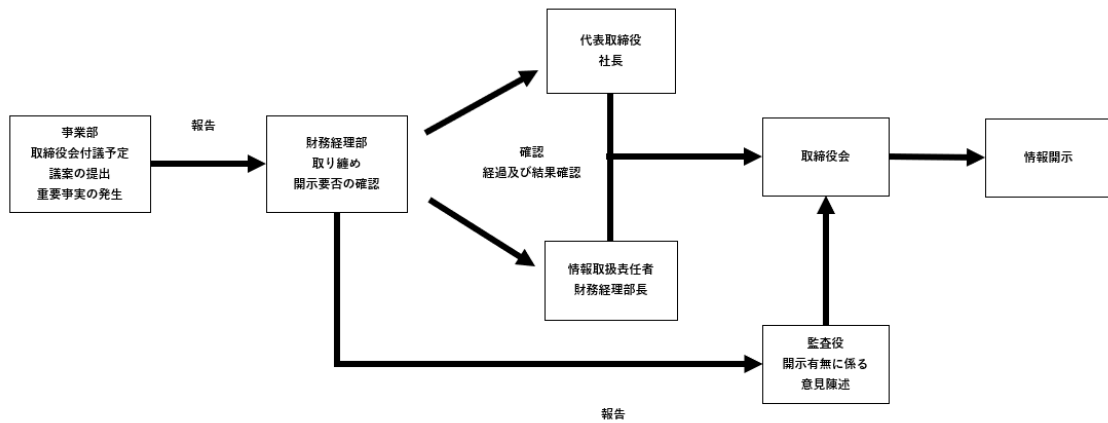 事業部
取締役会付議予定
議案の提出
重要事実の発生
報告
財務経理部
取り纏め
開示要否の確認
代表取締役
社長
確認
経過及び結果確認
情報取扱責任者
財務経理部長
取締役会
情報開示
監査役
開示有無に係る
意見陳述
報告